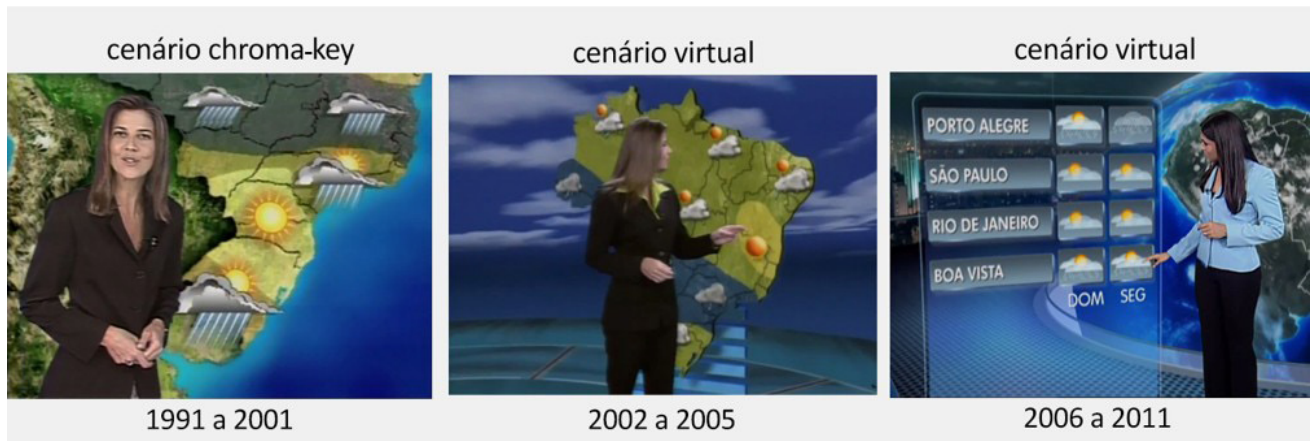 cenário chroma-key
cenário virtual
cenário virtual
PORTO ALEGRE
SÃO PAULO
RIO DE JANEIRO
BOA VISTA
DOM SEG
1991 a 2001
2002 a 2005
2006 a 2011